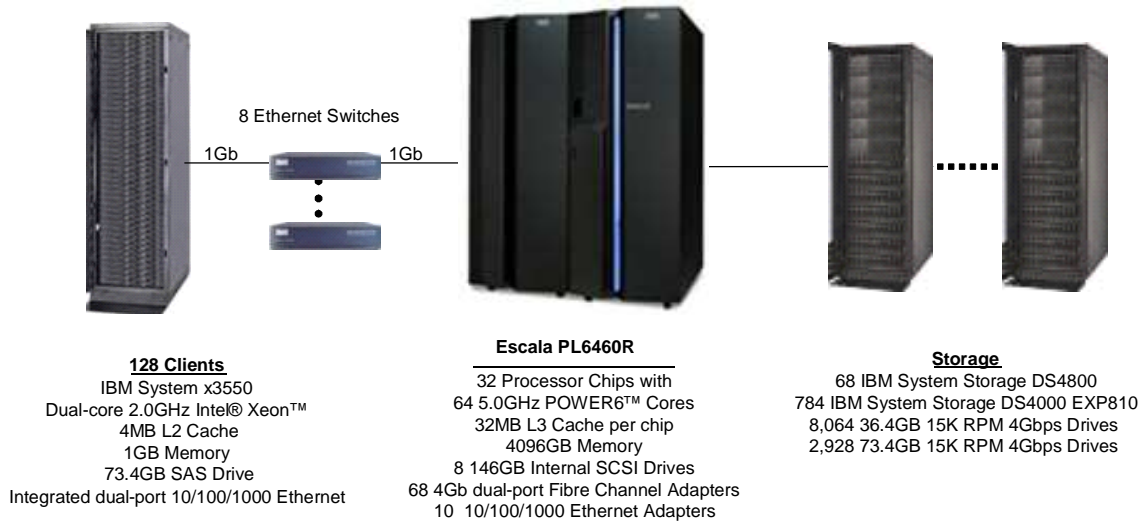 8 Ethernet Switches
1Gb
1Gb
128 Clients
IBM System x3550
Dual-core 2.0GHz Intel® Xeon™
4MB L2 Cache
1GB Memory
73.4GB SAS Drive
Integrated dual-port 10/100/1000 Ethernet
Escala PL6460R
32 Processor Chips with
64 5.0GHz POWER6™ Cores
32MB L3 Cache per chip
4096GB Memory
8 146GB Internal SCSI Drives
68 4Gb dual-port Fibre Channel Adapters
10 10/100/1000 Ethernet Adapters
Storage
68 IBM System Storage DS4800
784 IBM System Storage DS4000 EXP810
8,064 36.4GB 15K RPM 4Gbps Drives
2,928 73.4GB 15K RPM 4Gbps Drives